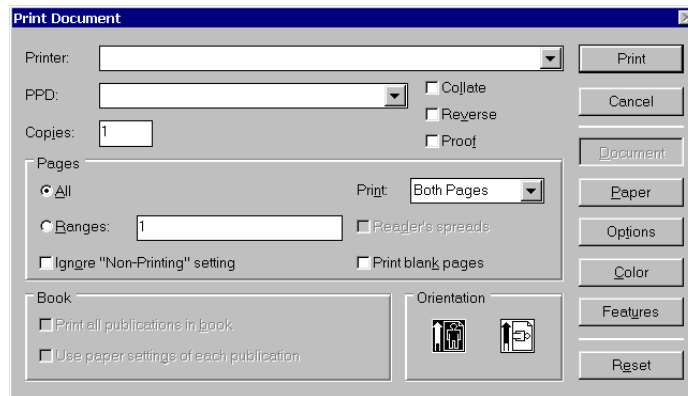 Print Document
Printer:
Print
PPD:
Collate
Cancel
Reverse
Copies: 1
Proof
Document
Pages
All
Print: Both Pages
Paper
Ranges: 1
Reader's spreads
Options
Ignore "Non-Printing" setting
Print blank pages
Color
Book
Orientation
Features
Print all publications in book
Use paper settings of each publication
Reset